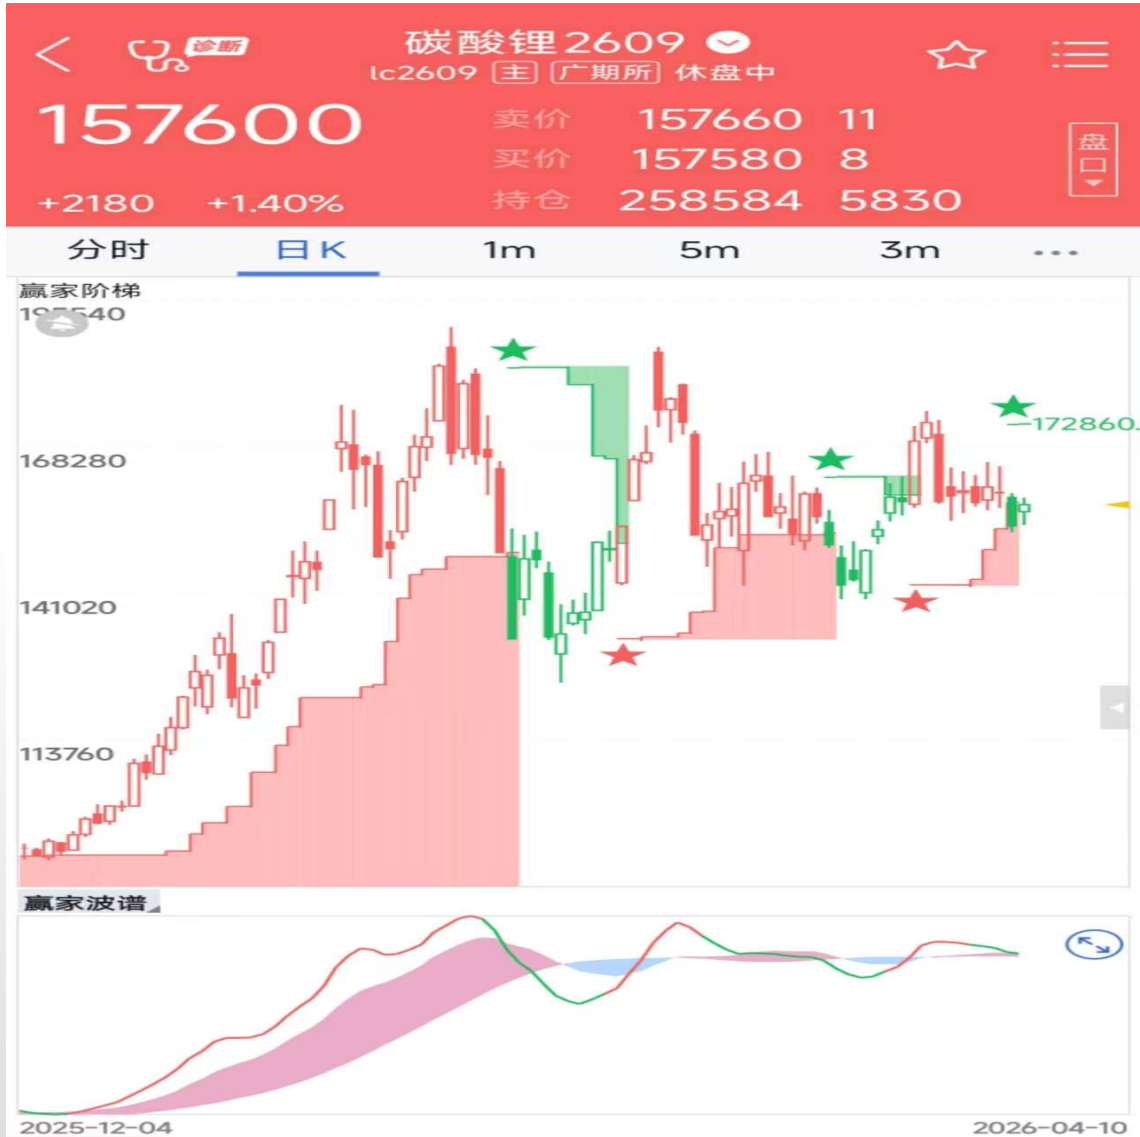 诊断
碳酸锂2609
lc2609 主 广期所 休盘中
157600
卖价 157660 11
买价 157580 8
+2180 +1.40%
持仓 258584 5830
盘口
分时 日K 1m 5m 3m
赢家阶梯
172860.
168280
141020
113760
赢家波谱
2025-12-04 2026-04-10